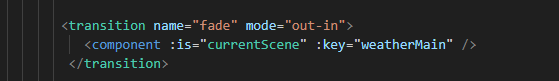 <transition name="fade" mode="out-in">
<component :is="currentScene" :key="weatherMain" />
</transition>